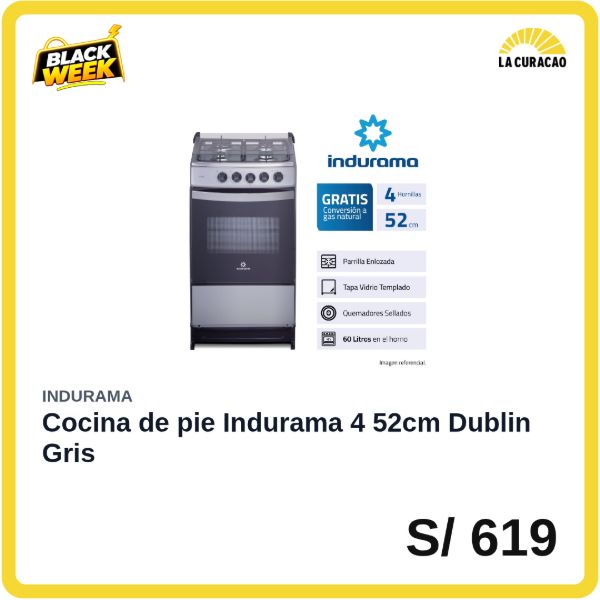 BLACK
WEEK
LA CURACAO
indurama
GRATIS
Conversión a
gas natural
4 Hornillas
52 cm
Parrilla Enlozada
Tapa Vidrio Templado
Quemadores Sellados
60 Litros en el horno
indurama
Imagen referencial.
INDURAMA
Cocina de pie Indurama 4 52cm Dublin
Gris
S/ 619